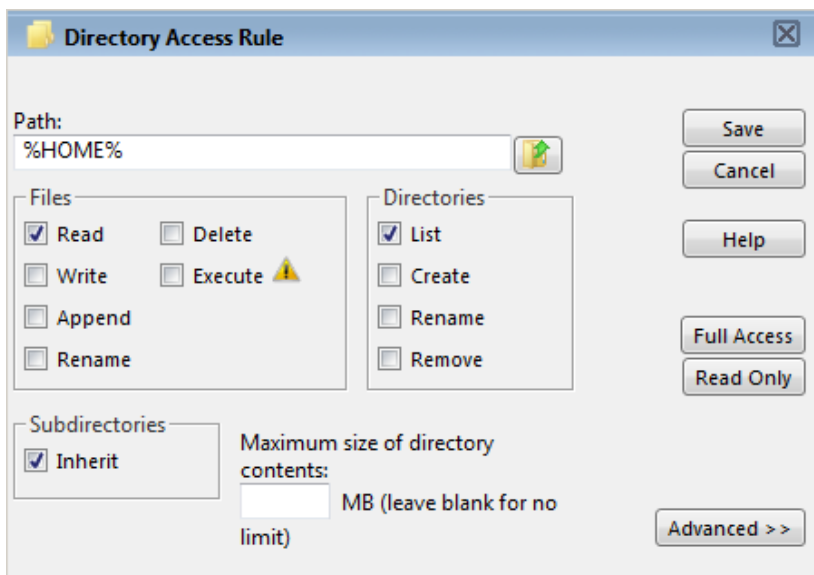 Directory Access Rule
Path:
%HOME%
Save
Cancel
Files
Directories
Read
Delete
List
Help
Write
Execute
Create
Append
Rename
Full Access
Rename
Remove
Read Only
Subdirectories
Inherit
Maximum size of directory
contents:
MB (leave blank for no
limit)
Advanced >>